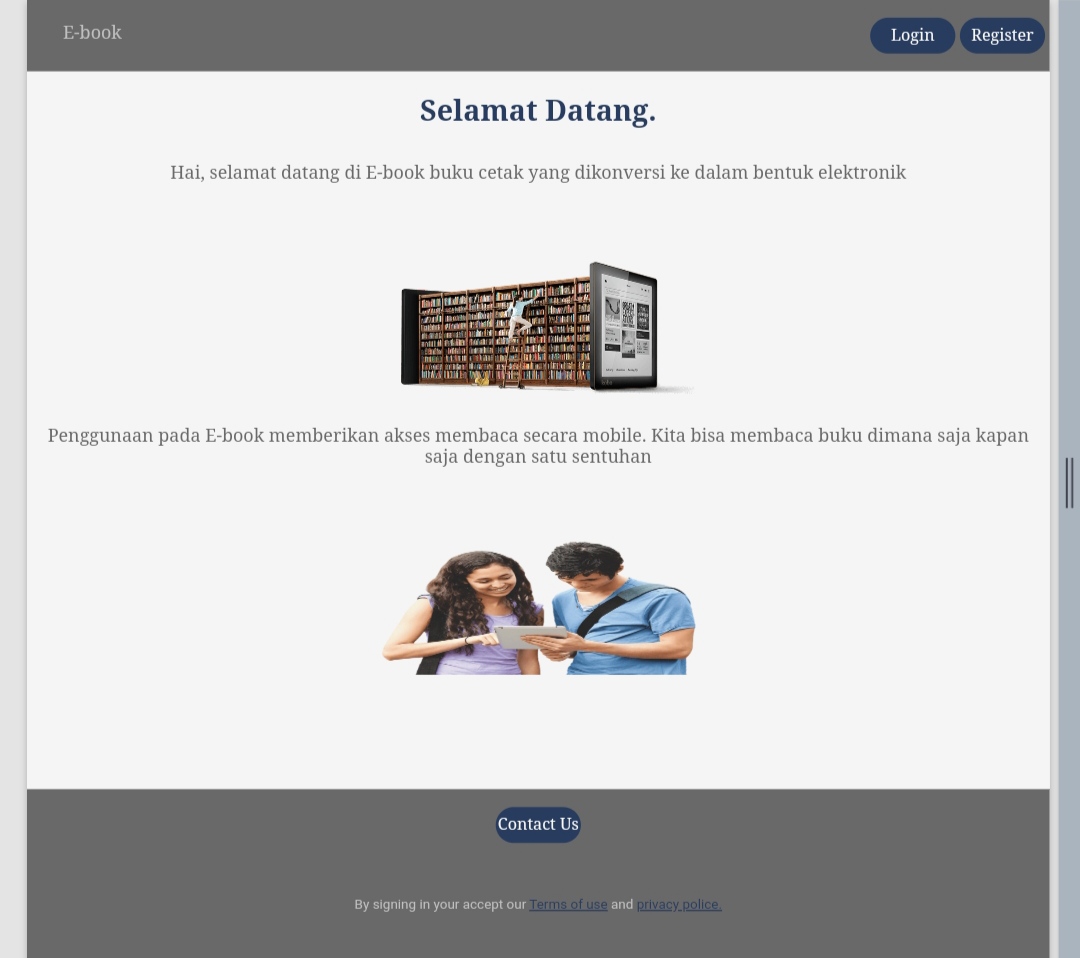 E-book
Login
Register
Selamat Datang.
Hai, selamat datang di E-book buku cetak yang dikonversi ke dalam bentuk elektronik
Penggunaan pada E-book memberikan akses membaca secara mobile. Kita bisa membaca buku dimana saja kapan
saja dengan satu sentuhan
Contact Us
By signing in your accept our Terms of use and privacy police.